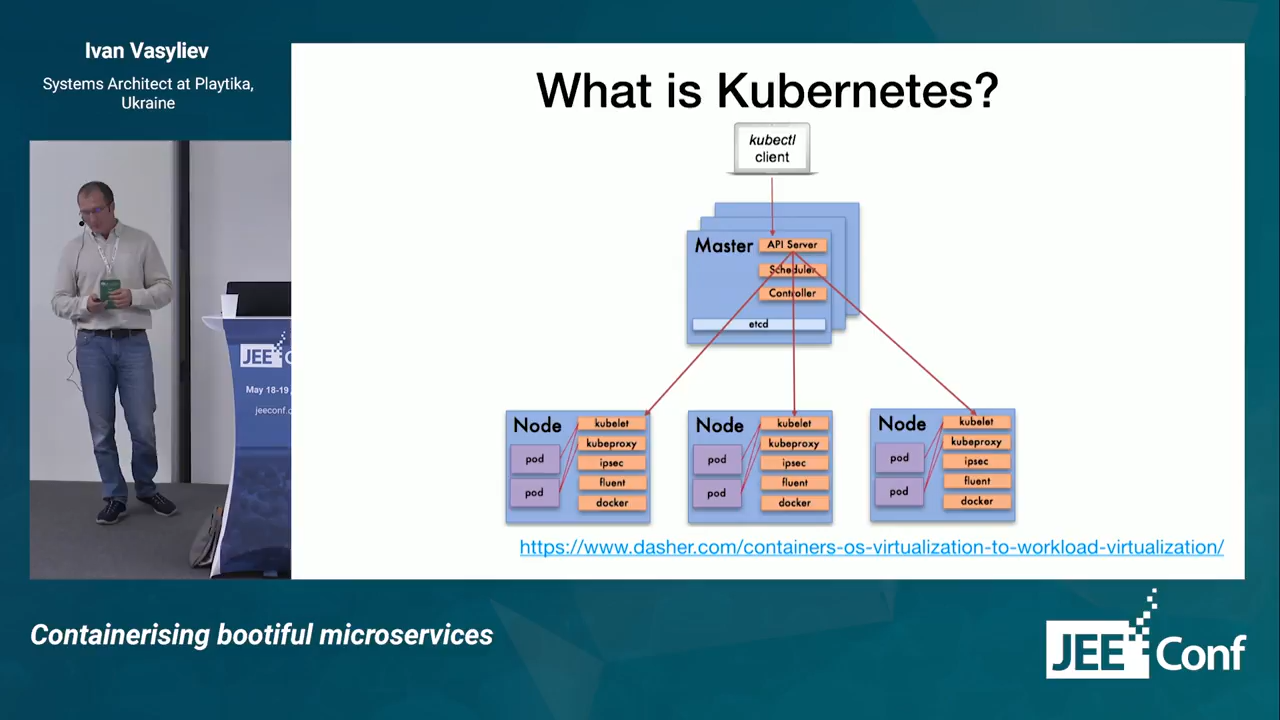 Ivan Vasyliev
Systems Architect at Playtika,
Ukraine
What is Kubernetes?
kubectl
client
Master
API Server
Scheduler
Controller
etcd
Node
kubelet
kubeproxy
ipsec
fluent
docker
pod
pod
Node
kubelet
kubeproxy
ipsec
fluent
docker
pod
pod
Node
kubelet
kubeproxy
ipsec
fluent
docker
pod
pod
https://www.dasher.com/containers-os-virtualization-to-workload-virtualization/
JEE
May 18-19
jeeconf.
Containerising bootiful microservices
JEE Conf